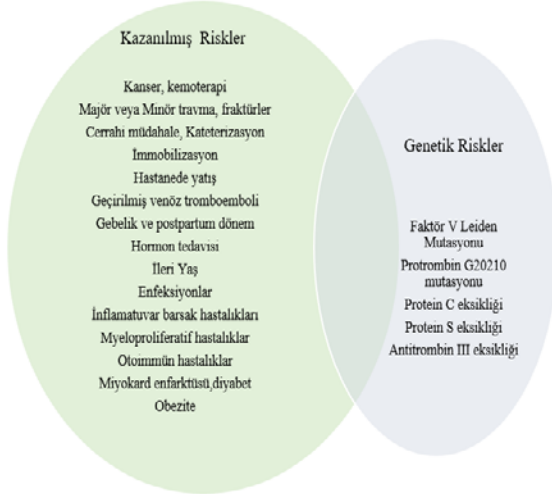 Kazanılmış Riskler
Kanser, kemoterapi
Majör veya Minör travma, fraktürler
Cerrahi müdahale, Kateterizasyon
İmmobilizasyon
Hastanede yatış
Geçirilmiş venöz tromboemboli
Gebelik ve postpartum dönem
Hormon tedavisi
İleri Yaş
Enfeksiyonlar
İnflamatuvar barsak hastalıkları
Myeloproliferatif hastalıklar
Otoimmün hastalıklar
Miyokard enfarktüsü,diyabet
Obezite
Genetik Riskler
Faktör V Leiden
Mutasyonu
Protrombin G20210
mutasyonu
Protein C eksikliği
Protein S eksikliği
Antitrombin III eksikliği